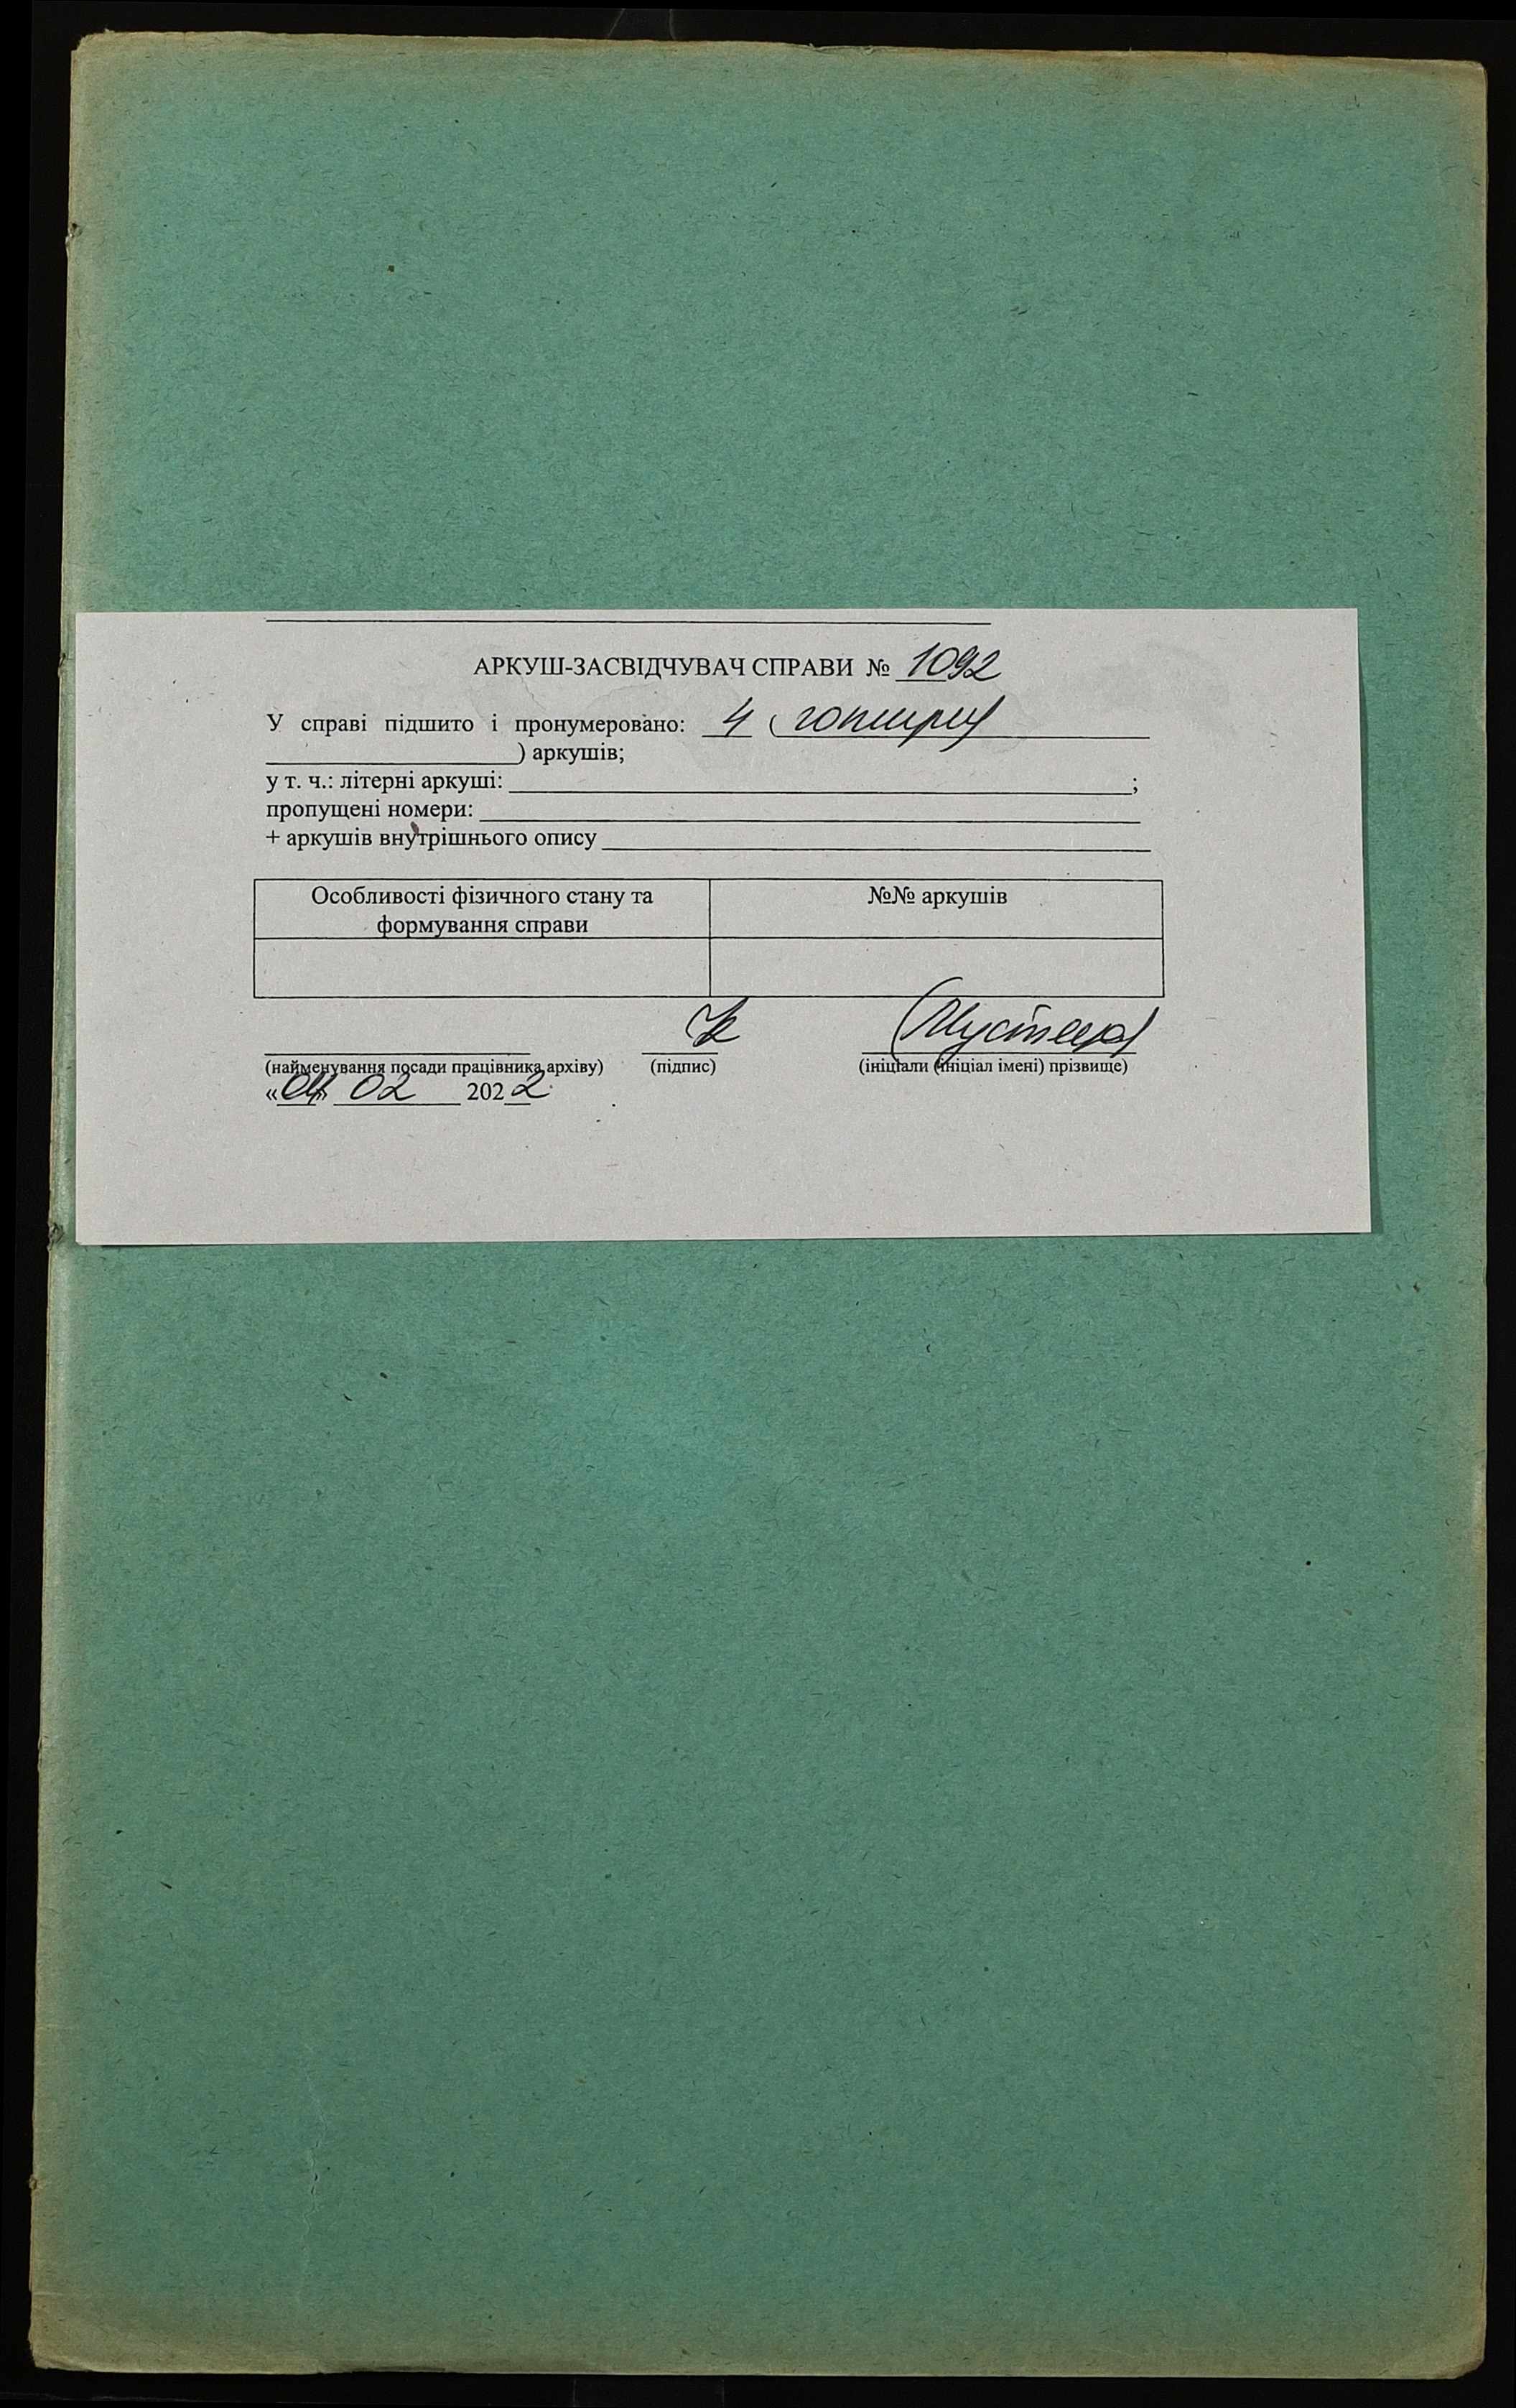 АРКУШ-ЗАСВІДЧУВАЧ СПРАВИ № 1092
У справі підшито і пронумеровано: 4 ( чотири
) аркушів;
у т. ч.: літерні аркуші: ;
пропущені номери:
+ аркушів внутрішнього опису
Особливості фізичного стану та формування справи
№№ аркушів
(найменування посади працівника архіву) (підпис) (ініціали (ініціал імені) прізвище)
«04» 02 2022